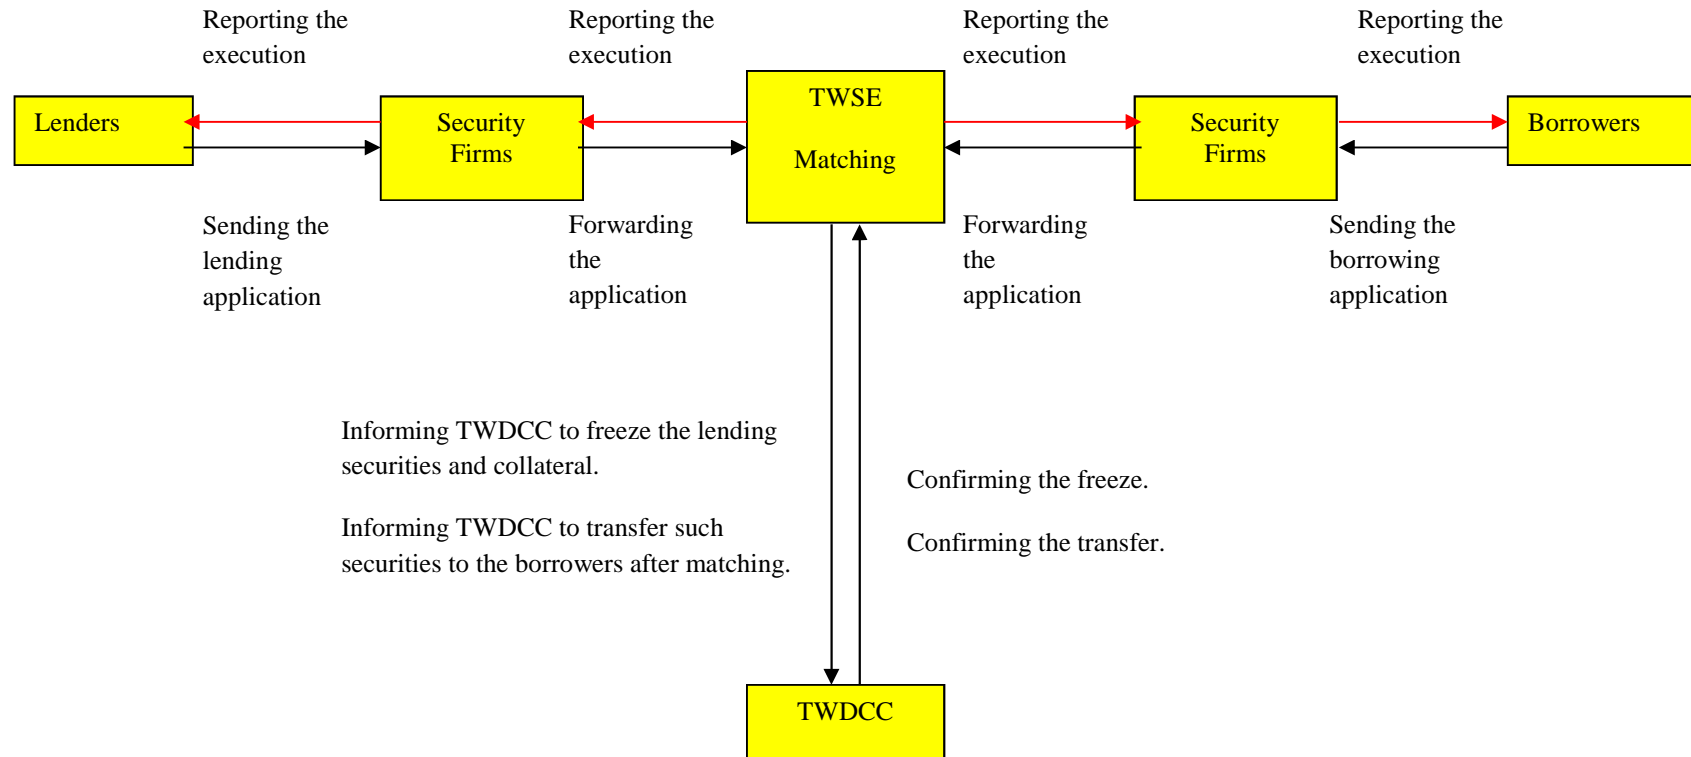 Reporting the
execution
Reporting the
execution
Reporting the
execution
Reporting the
execution
Lenders
Security
Firms
TWSE
Matching
Security
Firms
Borrowers
Sending the
lending
application
Forwarding
the
application
Forwarding
the
application
Sending the
borrowing
application
Informing TWDCC to freeze the lending
securities and collateral.
Informing TWDCC to transfer such
securities to the borrowers after matching.
Confirming the freeze.
Confirming the transfer.
TWDCC